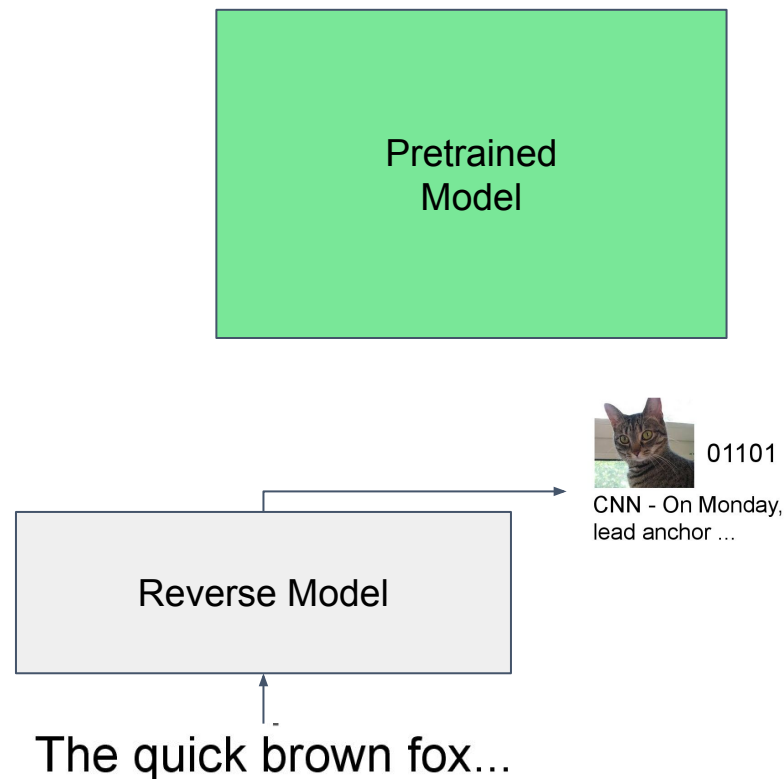 Pretrained
Model
01101
CNN - On Monday,
lead anchor ...
Reverse Model
The quick brown fox...